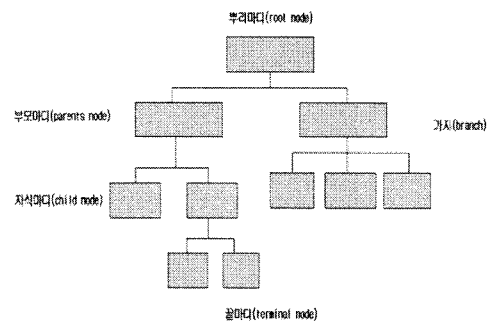 뿌리마디(root node)
부모마디(parents node)
가지(branch)
자식마디(child node)
끝마디(terminal node)